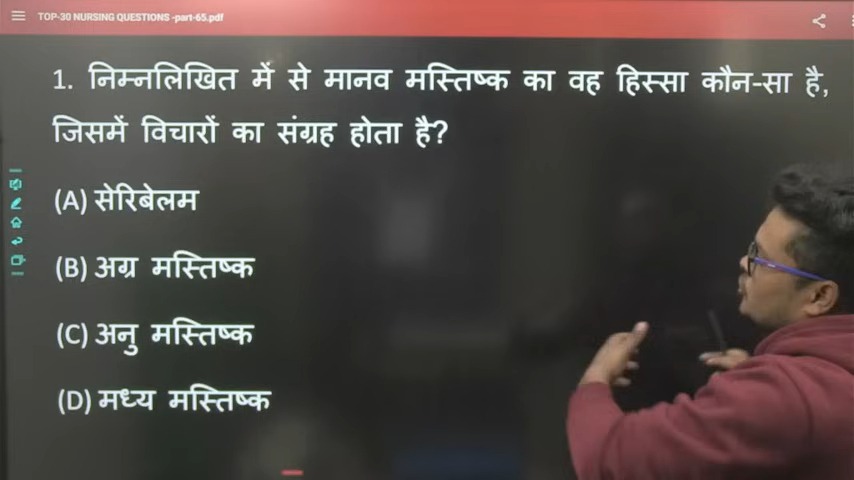 TOP-30 NURSING QUESTIONS -part-65.pdf
1. निम्नलिखित में से मानव मस्तिष्क का वह हिस्सा कौन-सा है,
जिसमें विचारों का संग्रह होता है?
(A) सेरिबेलम
(B) अग्र मस्तिष्क
(C) अनु मस्तिष्क
(D) मध्य मस्तिष्क